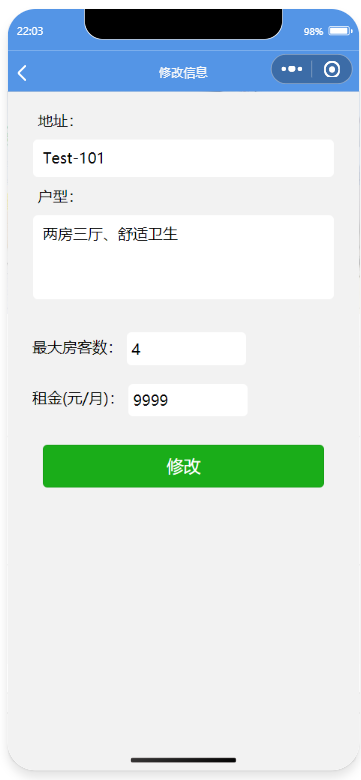 22:03
98%
修改信息
地址：
Test-101
户型：
两房三厅、舒适卫生
最大房客数： 4
租金(元/月)： 9999
修改